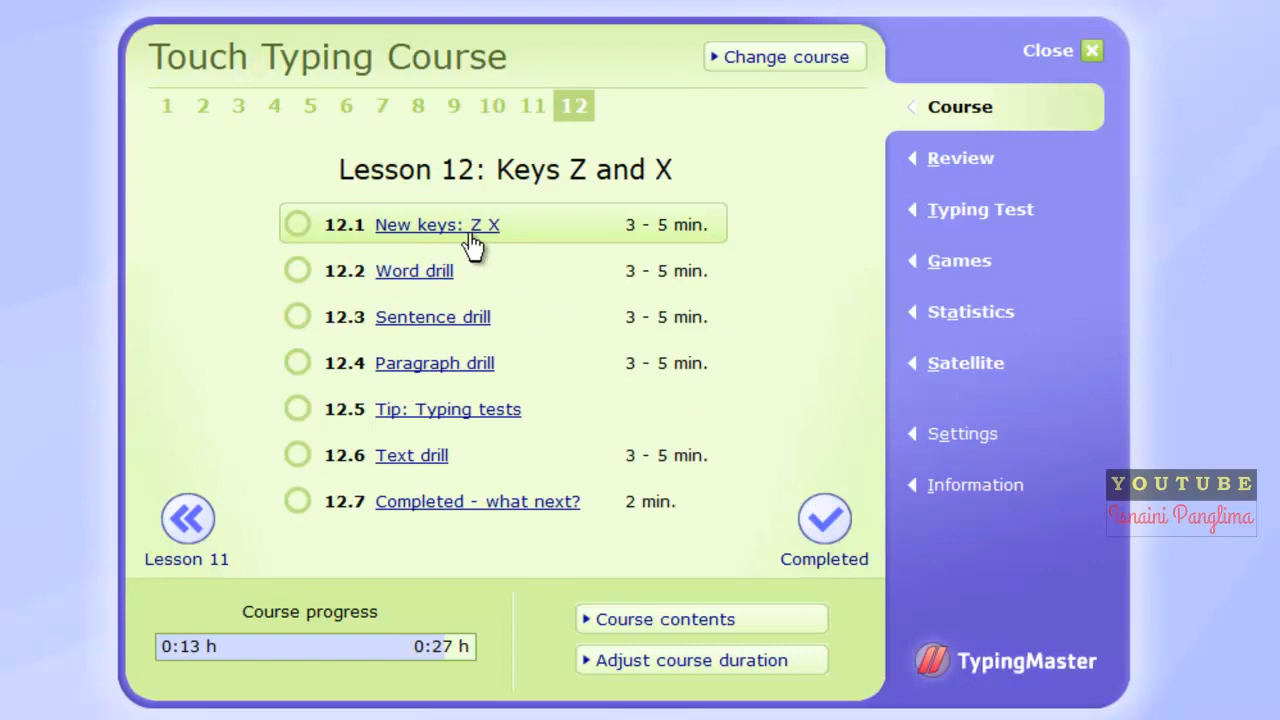 Touch Typing Course
Change course
Close
1 2 3 4 5 6 7 8 9 10 11 12
Course
Review
Typing Test
Games
Statistics
Satellite
Settings
Information
Lesson 12: Keys Z and X
12.1 New keys: Z X 3 - 5 min.
12.2 Word drill 3 - 5 min.
12.3 Sentence drill 3 - 5 min.
12.4 Paragraph drill 3 - 5 min.
12.5 Tip: Typing tests
12.6 Text drill 3 - 5 min.
12.7 Completed - what next? 2 min.
Lesson 11
Completed
YOUTUBE
Isnaini Panglima
Course progress
0:13 h 0:27 h
Course contents
Adjust course duration
TypingMaster